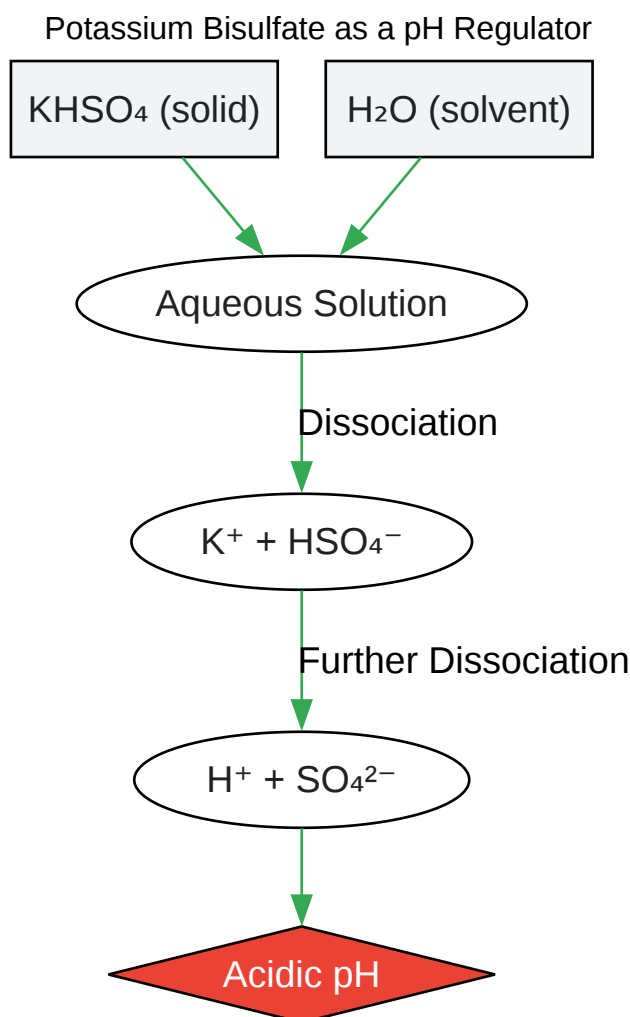 Potassium Bisulfate as a pH Regulator
KHSO₄ (solid)
H₂O (solvent)
Aqueous Solution
Dissociation
K⁺ + HSO₄⁻
Further Dissociation
H⁺ + SO₄²⁻
Acidic pH